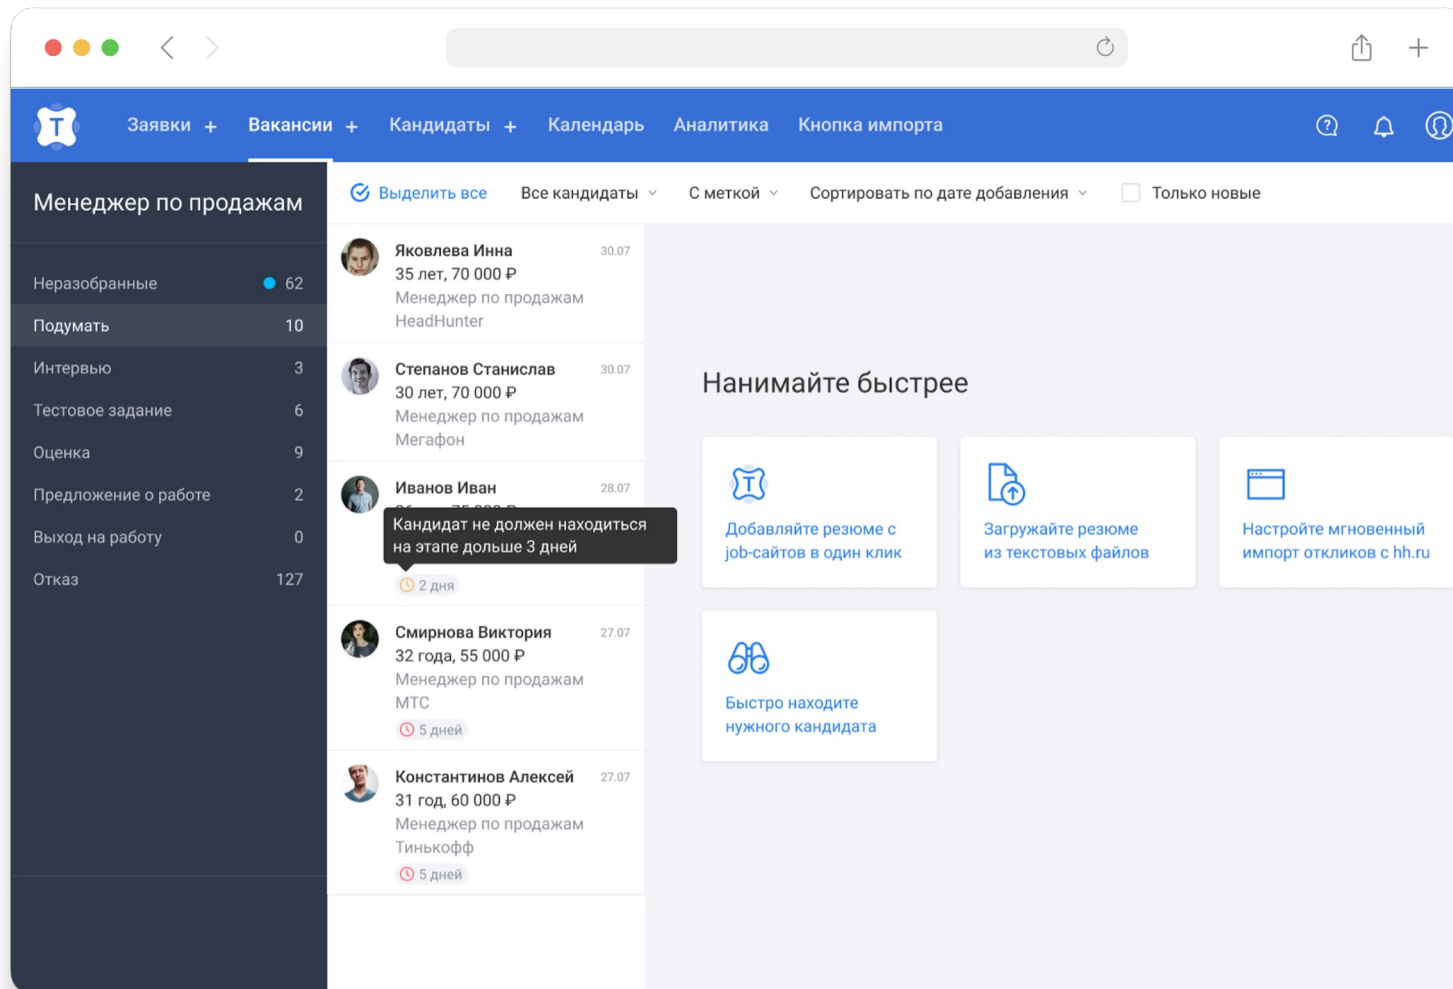 T
Заявки +
Вакансии +
Кандидаты +
Календарь
Аналитика
Кнопка импорта
?
Менеджер по продажам
Неразобранные 62
Подумать 10
Интервью 3
Тестовое задание 6
Оценка 9
Предложение о работе 2
Выход на работу 0
Отказ 127
Выделить все
Все кандидаты
С меткой
Сортировать по дате добавления
Только новые
Яковлева Инна 30.07
35 лет, 70 000 ₽
Менеджер по продажам
HeadHunter
Степанов Станислав 30.07
30 лет, 70 000 ₽
Менеджер по продажам
Мегафон
Иванов Иван 28.07
Кандидат не должен находиться
на этапе дольше 3 дней
2 дня
Смирнова Виктория 27.07
32 года, 55 000 ₽
Менеджер по продажам
МТС
5 дней
Константинов Алексей 27.07
31 год, 60 000 ₽
Менеджер по продажам
Тинькофф
5 дней
Нанимайте быстрее
T
Добавляйте резюме с
job-сайтов в один клик
Загружайте резюме
из текстовых файлов
Настройте мгновенный
импорт откликов с hh.ru
Быстро находите
нужного кандидата